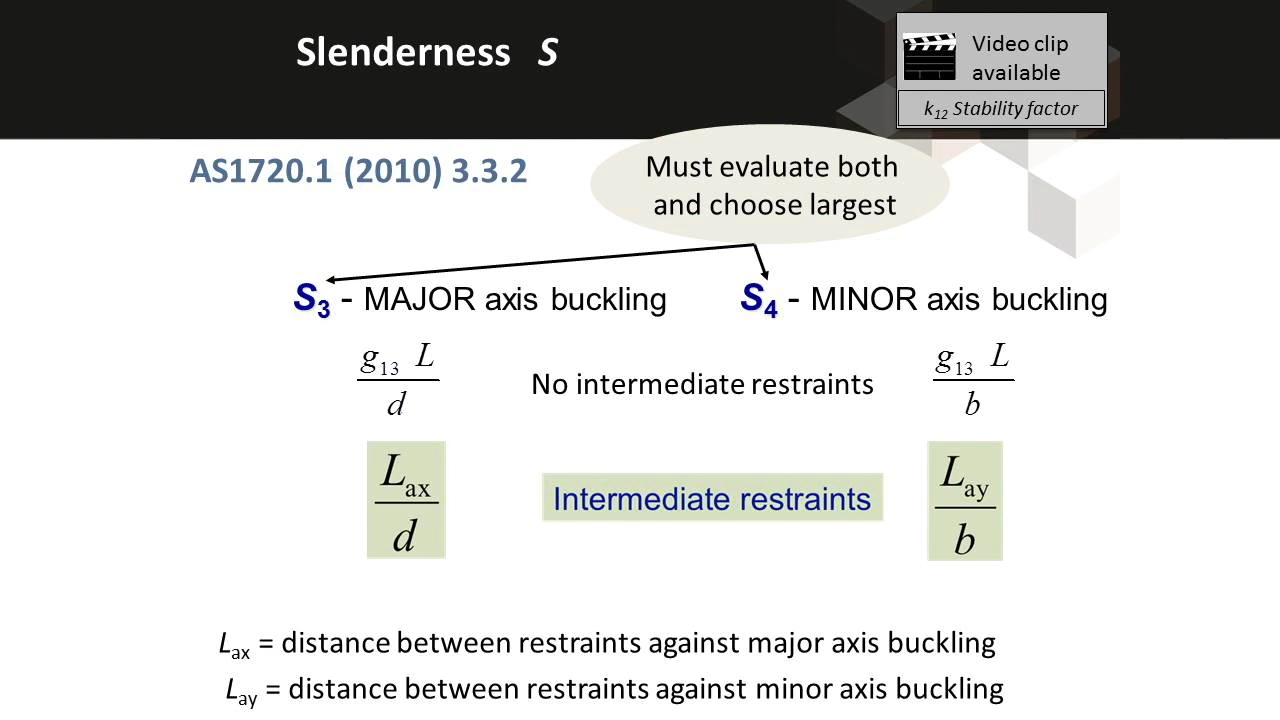 Slenderness S
Video clip
available
k12 Stability factor
AS1720.1 (2010) 3.3.2
Must evaluate both
and choose largest
S3 - MAJOR axis buckling
S4 - MINOR axis buckling
g13 L
d
No intermediate restraints
g13 L
b
Lax
d
Intermediate restraints
Lay
b
Lax = distance between restraints against major axis buckling
Lay = distance between restraints against minor axis buckling